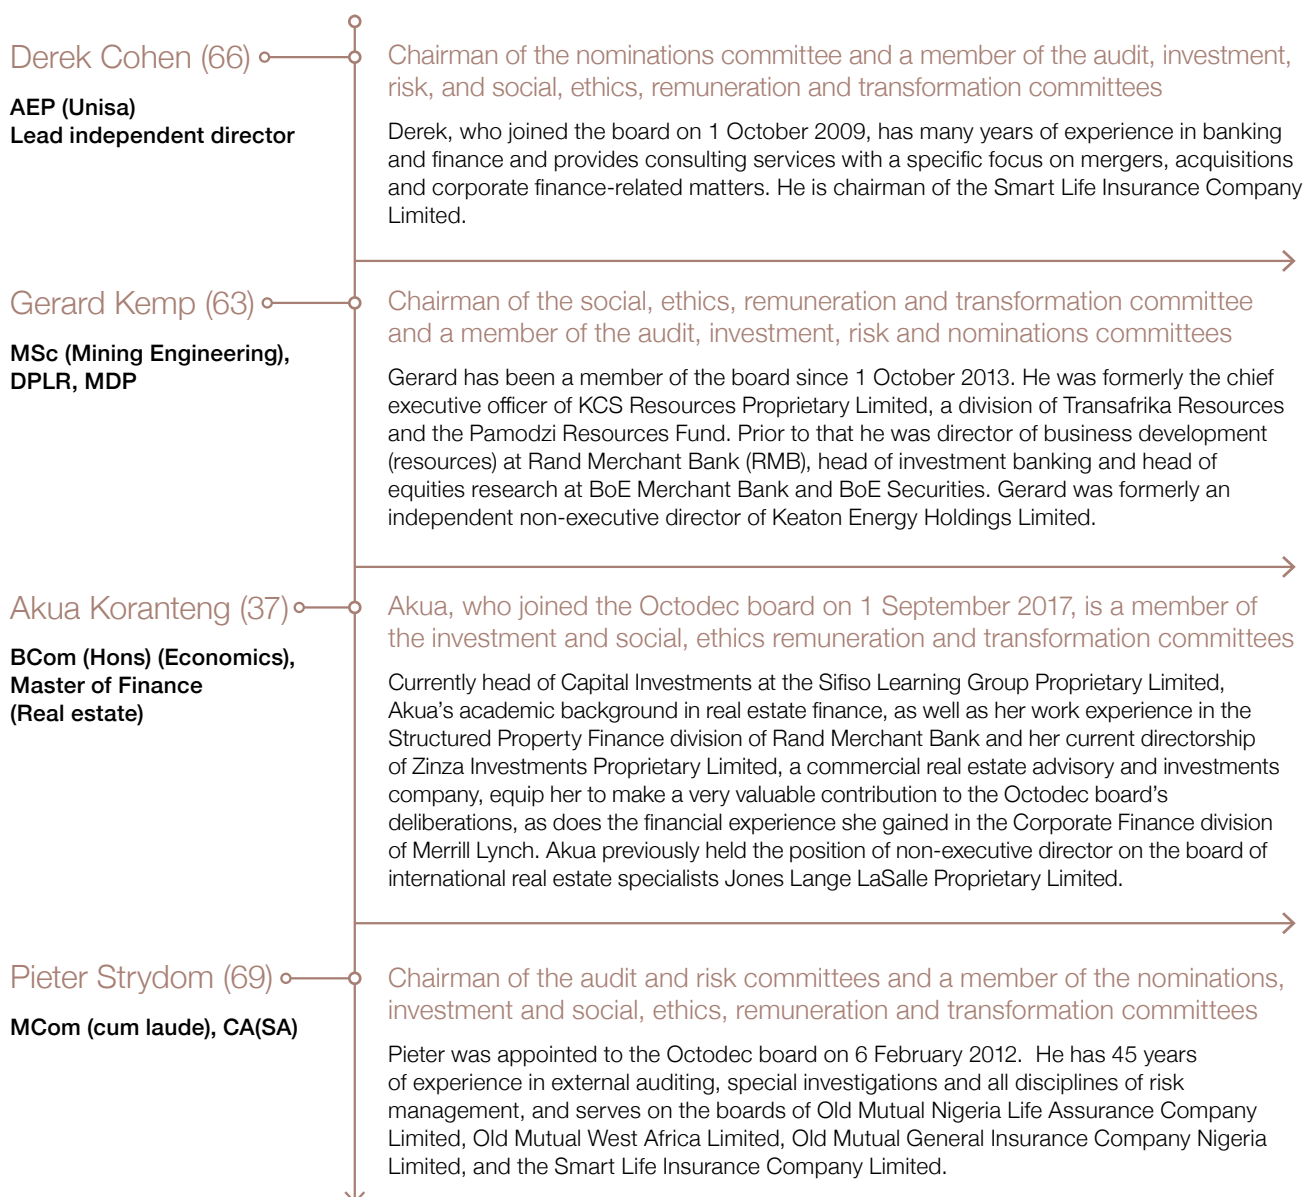 Derek Cohen (66)
AEP (Unisa)
Lead independent director
Chairman of the nominations committee and a member of the audit, investment,
risk, and social, ethics, remuneration and transformation committees
Derek, who joined the board on 1 October 2009, has many years of experience in banking
and finance and provides consulting services with a specific focus on mergers, acquisitions
and corporate finance-related matters. He is chairman of the Smart Life Insurance Company
Limited.
Gerard Kemp (63)
MSc (Mining Engineering),
DPLR, MDP
Chairman of the social, ethics, remuneration and transformation committee
and a member of the audit, investment, risk and nominations committees
Gerard has been a member of the board since 1 October 2013. He was formerly the chief
executive officer of KCS Resources Proprietary Limited, a division of Transafrika Resources
and the Pamodzi Resources Fund. Prior to that he was director of business development
(resources) at Rand Merchant Bank (RMB), head of investment banking and head of
equities research at BoE Merchant Bank and BoE Securities. Gerard was formerly an
independent non-executive director of Keaton Energy Holdings Limited.
Akua Koranteng (37)
BCom (Hons) (Economics),
Master of Finance
(Real estate)
Akua, who joined the Octodec board on 1 September 2017, is a member of
the investment and social, ethics remuneration and transformation committees
Currently head of Capital Investments at the Sifiso Learning Group Proprietary Limited,
Akua's academic background in real estate finance, as well as her work experience in the
Structured Property Finance division of Rand Merchant Bank and her current directorship
of Zinza Investments Proprietary Limited, a commercial real estate advisory and investments
company, equip her to make a very valuable contribution to the Octodec board's
deliberations, as does the financial experience she gained in the Corporate Finance division
of Merrill Lynch. Akua previously held the position of non-executive director on the board of
international real estate specialists Jones Lange LaSalle Proprietary Limited.
Pieter Strydom (69)
MCom (cum laude), CA(SA)
Chairman of the audit and risk committees and a member of the nominations,
investment and social, ethics, remuneration and transformation committees
Pieter was appointed to the Octodec board on 6 February 2012. He has 45 years
of experience in external auditing, special investigations and all disciplines of risk
management, and serves on the boards of Old Mutual Nigeria Life Assurance Company
Limited, Old Mutual West Africa Limited, Old Mutual General Insurance Company Nigeria
Limited, and the Smart Life Insurance Company Limited.